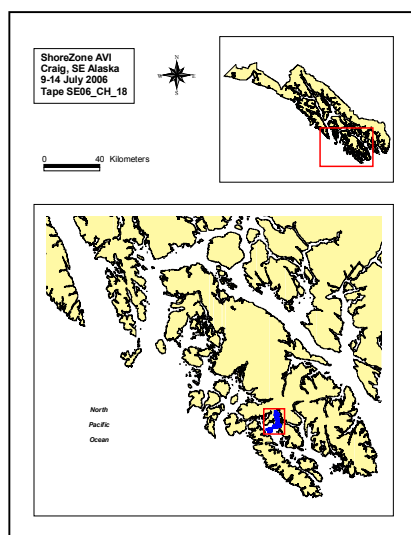 ShoreZone AVI
Craig, SE Alaska
9-14 July 2006
Tape SE06_CH_18
N
W
E
S
0 40 Kilometers
North
Pacific
Ocean